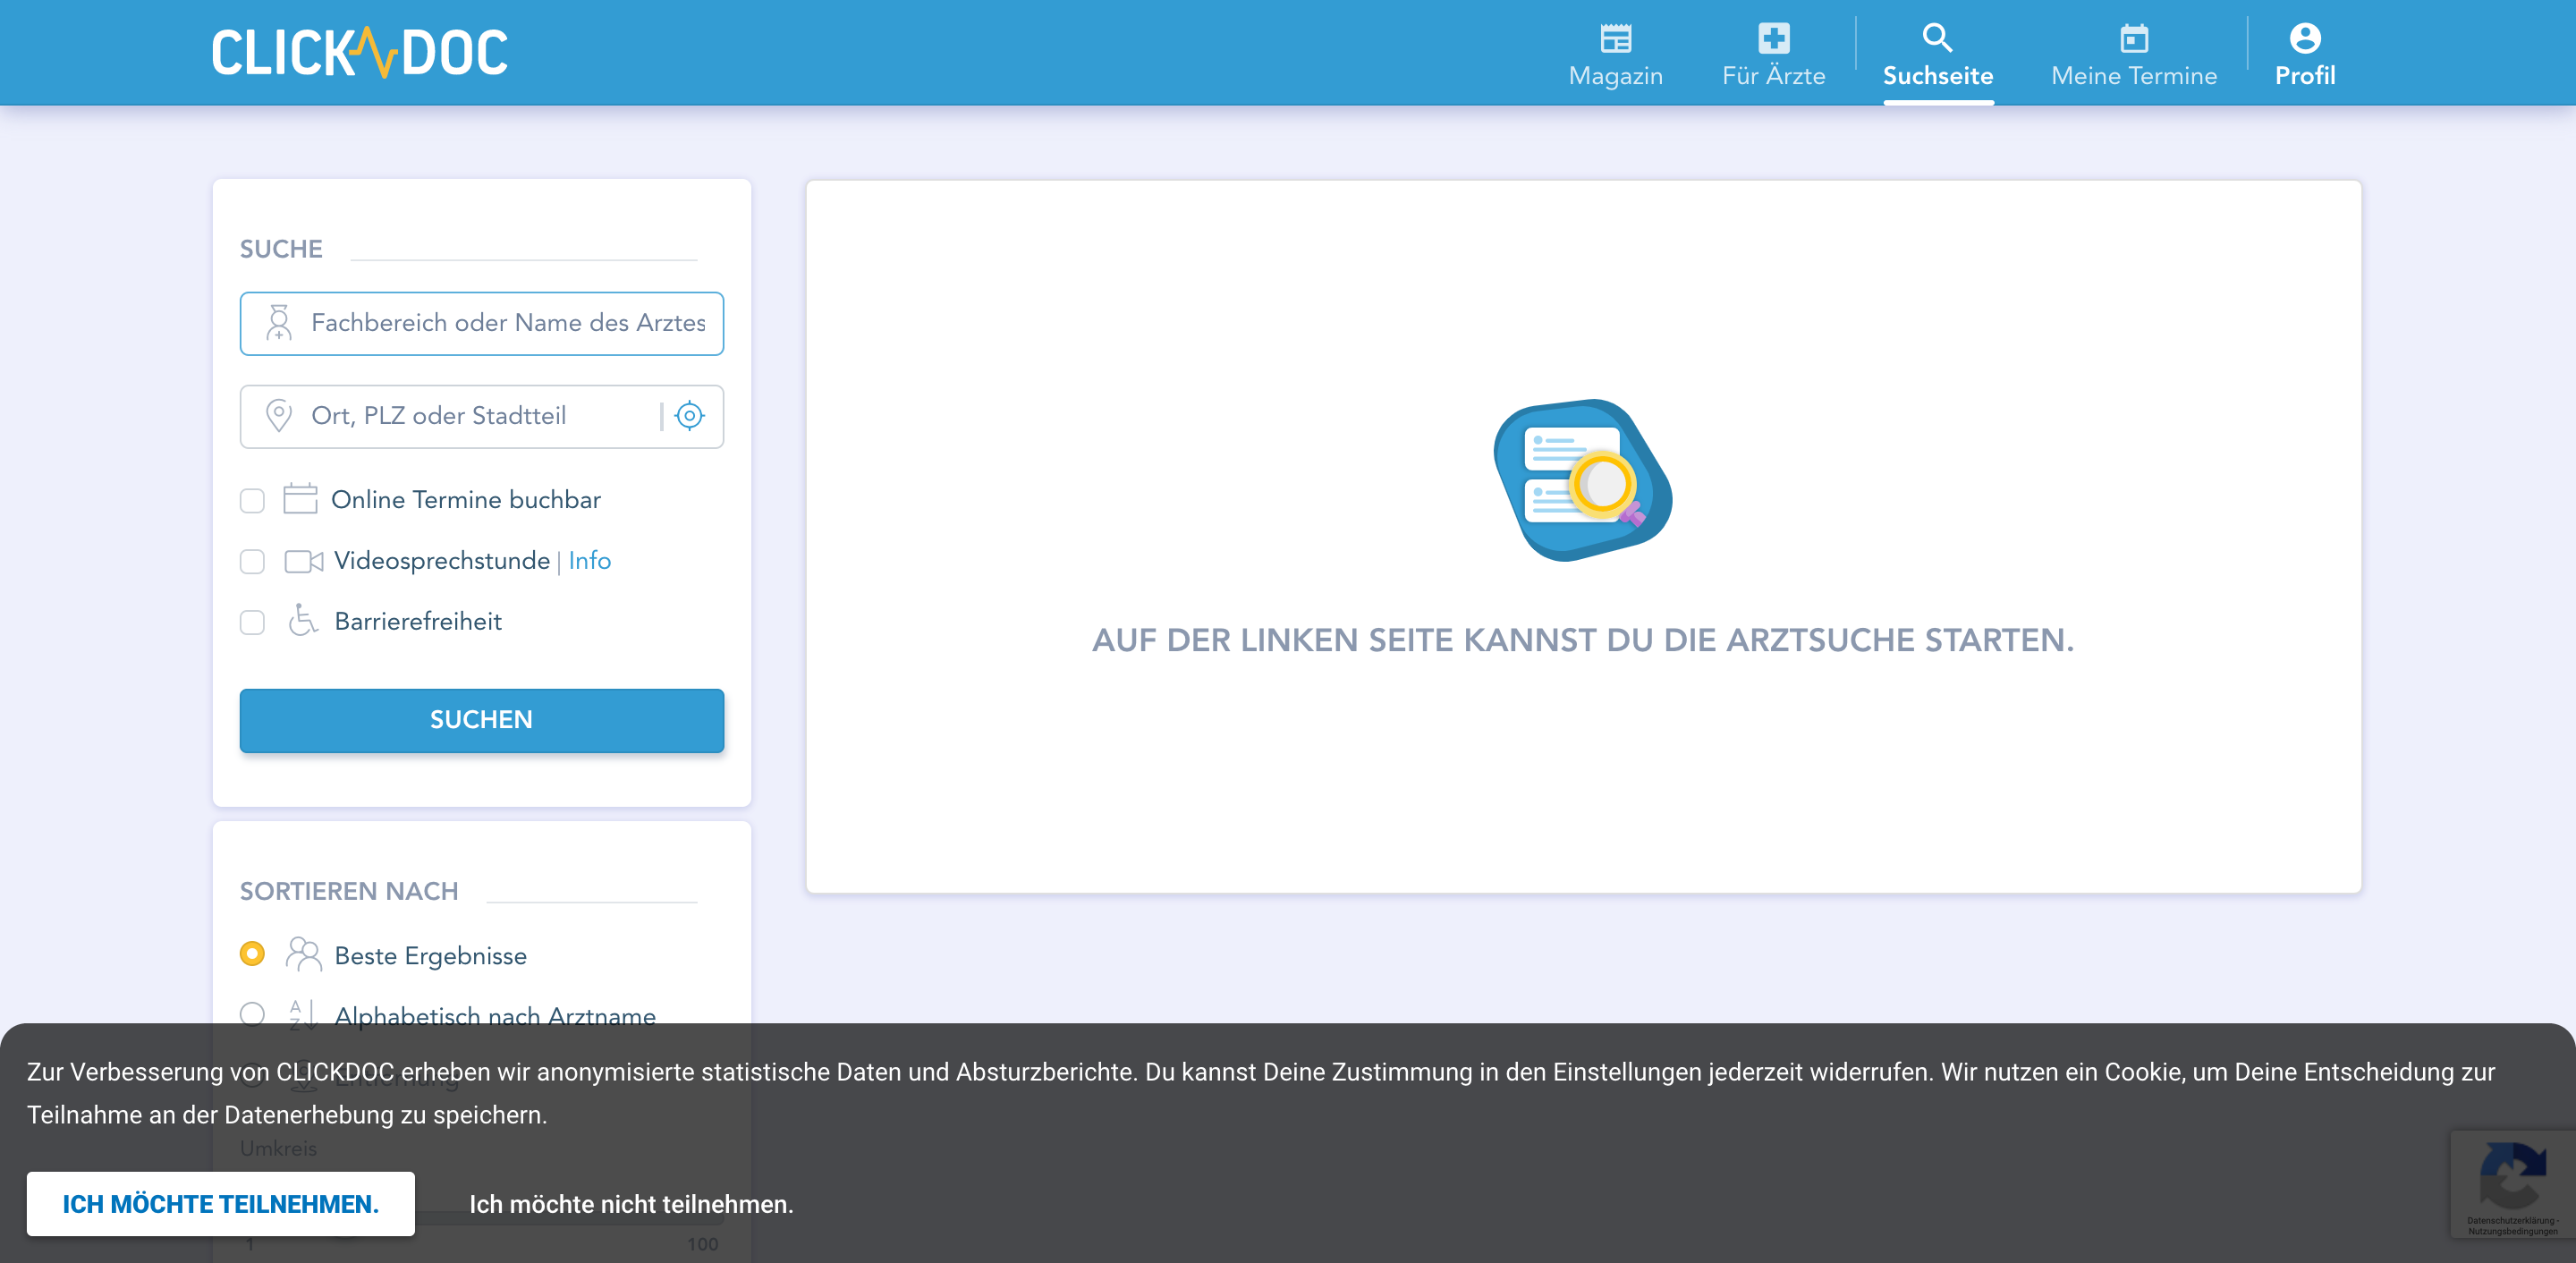 CLICKDOC
Magazin
Für Ärzte
Suchseite
Meine Termine
Profil
SUCHE
Fachbereich oder Name des Arztes
Ort, PLZ oder Stadtteil
Online Termine buchbar
Videosprechstunde | Info
Barrierefreiheit
SUCHEN
AUF DER LINKEN SEITE KANNST DU DIE ARZTSUCHE STARTEN.
SORTIEREN NACH
Beste Ergebnisse
A
Z
Alphabetisch nach Arztname
Entfernung
Zur Verbesserung von CLICKDOC erheben wir anonymisierte statistische Daten und Absturzberichte. Du kannst Deine Zustimmung in den Einstellungen jederzeit widerrufen. Wir nutzen ein Cookie, um Deine Entscheidung zur
Teilnahme an der Datenerhebung zu speichern.
Umkreis
ICH MÖCHTE TEILNEHMEN.
Ich möchte nicht teilnehmen.
1
100
Datenschutzerklärung -
Nutzungsbedingungen